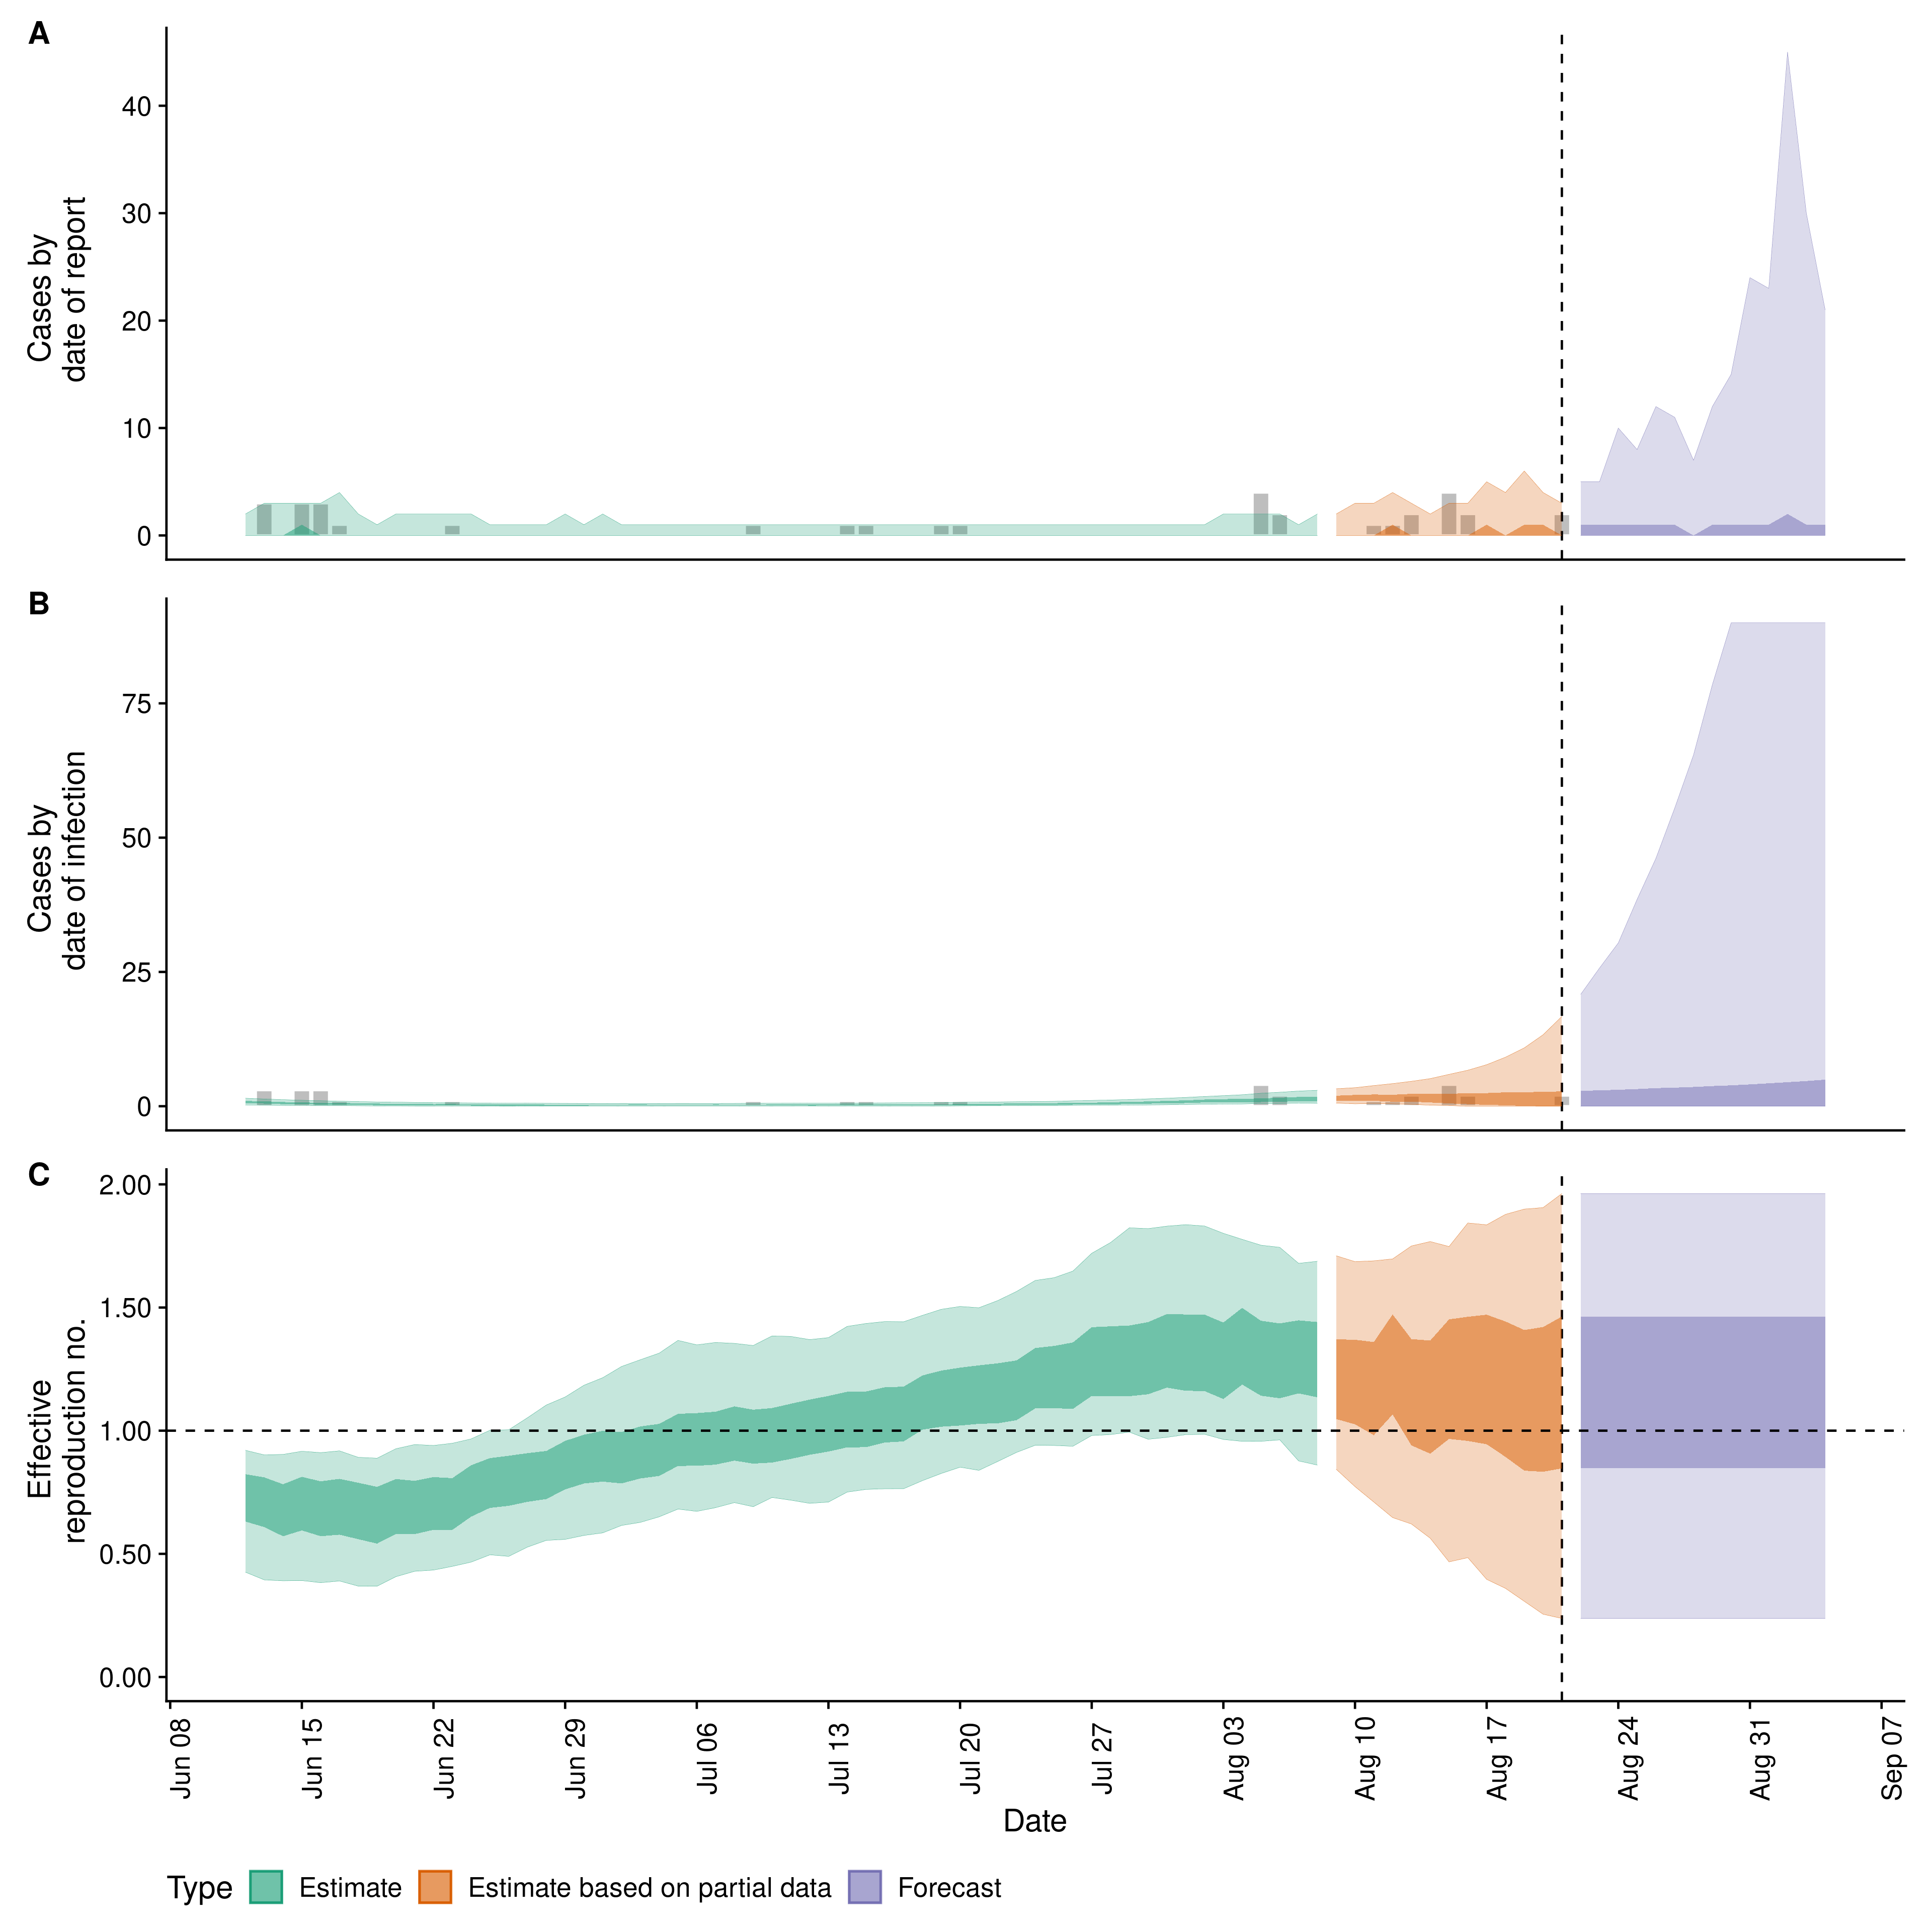 A
Cases by
date of report
40
30
20
10
0
B
Cases by
date of infection
75
50
25
0
C
Effective
reproduction no.
2.00
1.50
1.00
0.50
0.00
Jun 08
Jun 15
Jun 22
Jun 29
Jul 06
Jul 13
Jul 20
Jul 27
Aug 03
Aug 10
Aug 17
Aug 24
Aug 31
Sep 07
Date
Type Estimate Estimate based on partial data Forecast